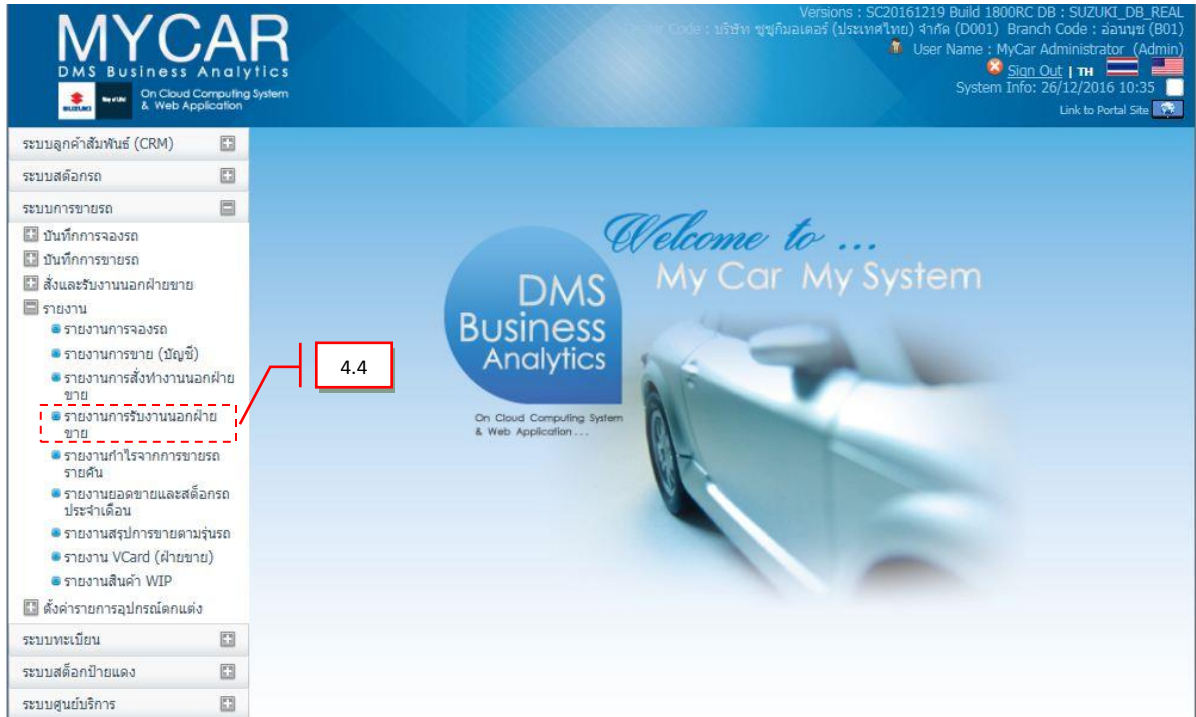 MYCAR
DMS Business Analytics
On Cloud Computing System
& Web Application
SUZUKI
Way of Life!
Versions : SC20161219 Build 1800RC DB : SUZUKI_DB_REAL
Code : บริษัท ซูซูกิมอเตอร์ (ประเทศไทย) จำกัด (D001) Branch Code : อ่อนนุช (B01)
User Name : MyCar Administrator (Admin)
Sign Out | TH
System Info: 26/12/2016 10:35
Link to Portal Site
ระบบลูกค้าสัมพันธ์ (CRM)
ระบบสต๊อกรถ
ระบบการขายรถ
บันทึกการจองรถ
บันทึกการขายรถ
สั่งและรับงานนอกฝ่ายขาย
รายงาน
รายงานการจองรถ
รายงานการขาย (บัญชี)
รายงานการสั่งทำงานนอกฝ่าย
ขาย
รายงานการรับงานนอกฝ่าย
ขาย
รายงานกำไรจากการขายรถ
รายคัน
รายงานยอดขายและสต๊อกรถ
ประจำเดือน
รายงานสรุปการขายตามรุ่นรถ
รายงาน VCard (ฝ่ายขาย)
รายงานสินค้า WIP
ตั้งค่ารายการอุปกรณ์ตกแต่ง
ระบบทะเบียน
ระบบสต๊อกป้ายแดง
ระบบศูนย์บริการ
4.4
Welcome to ...
My Car My System
DMS
Business
Analytics
On Cloud Computing System
& Web Application ...